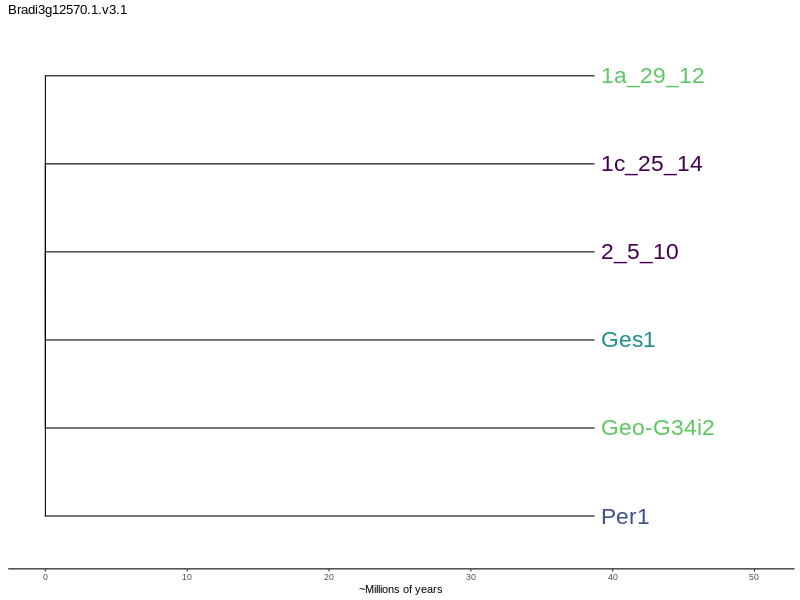 Bradi3g12570.1.v3.1
1a_29_12
1c_25_14
2_5_10
Ges1
Geo-G34i2
Per1
0 10 20 30 40 50
~Millions of years